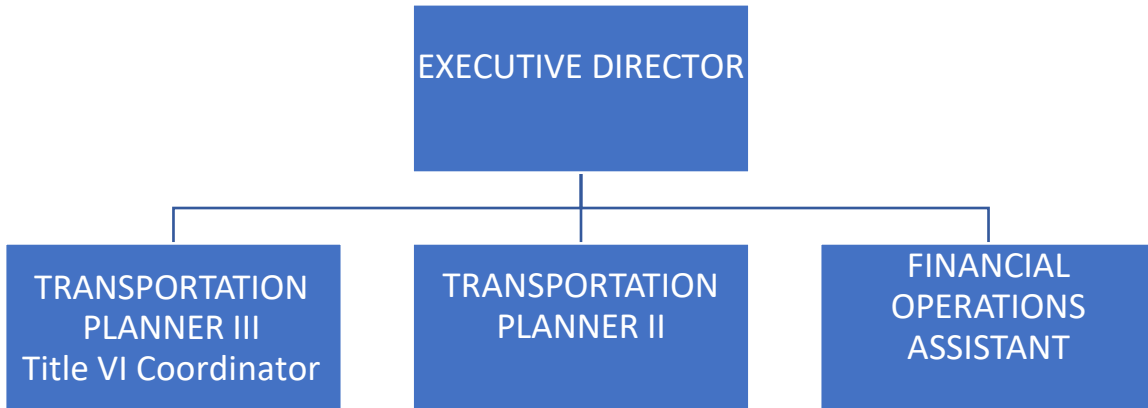 EXECUTIVE DIRECTOR
TRANSPORTATION
PLANNER III
Title VI Coordinator
TRANSPORTATION
PLANNER II
FINANCIAL
OPERATIONS
ASSISTANT